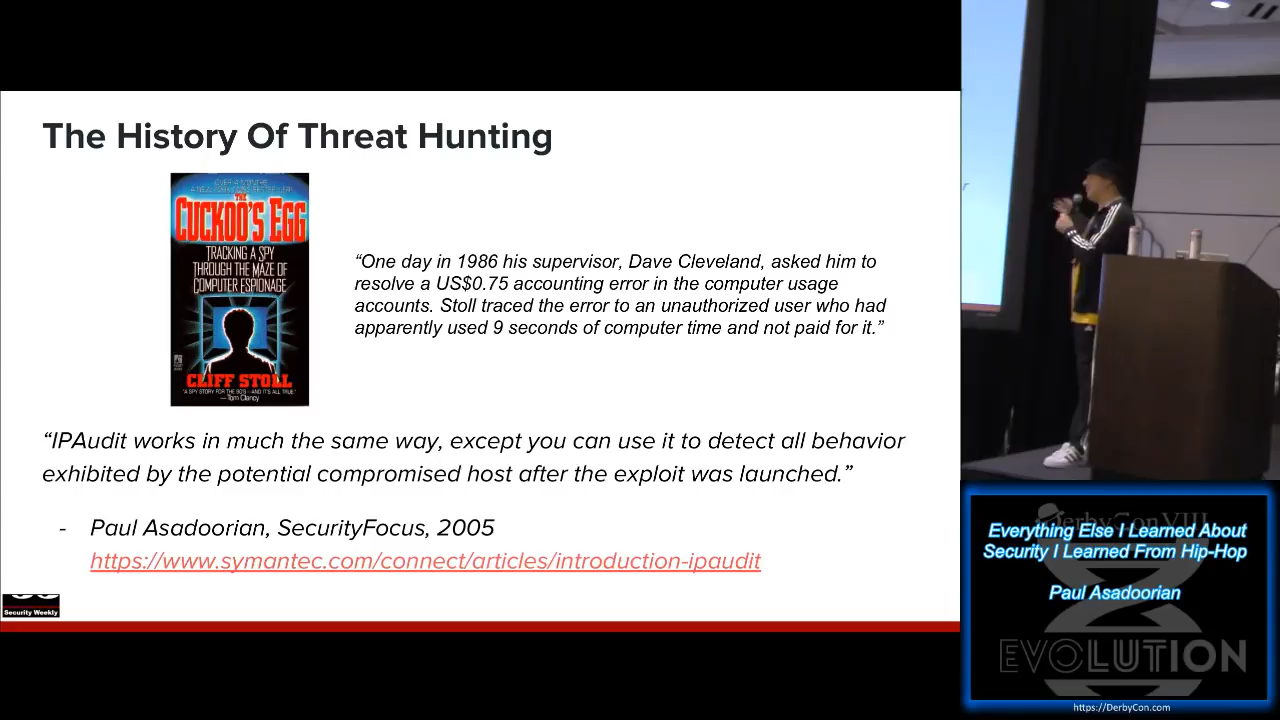 The History Of Threat Hunting
THE
CUCKOO'S EGG
TRACKING A SPY
THROUGH THE MAZE OF
COMPUTER ESPIONAGE
CLIFF STOLL
"A SPY STORY FOR THE 90'S—AND IT'S ALL TRUE."
—Tom Clancy
“One day in 1986 his supervisor, Dave Cleveland, asked him to
resolve a US$0.75 accounting error in the computer usage
accounts. Stoll traced the error to an unauthorized user who had
apparently used 9 seconds of computer time and not paid for it.”
“IPAudit works in much the same way, except you can use it to detect all behavior
exhibited by the potential compromised host after the exploit was launched.”
- Paul Asadoorian, SecurityFocus, 2005
https://www.symantec.com/connect/articles/introduction-ipaudit
Security Weekly
DerbyCon VIII
Everything Else I Learned About
Security I Learned From Hip-Hop
Paul Asadoorian
EVOLUTION
https://DerbyCon.com